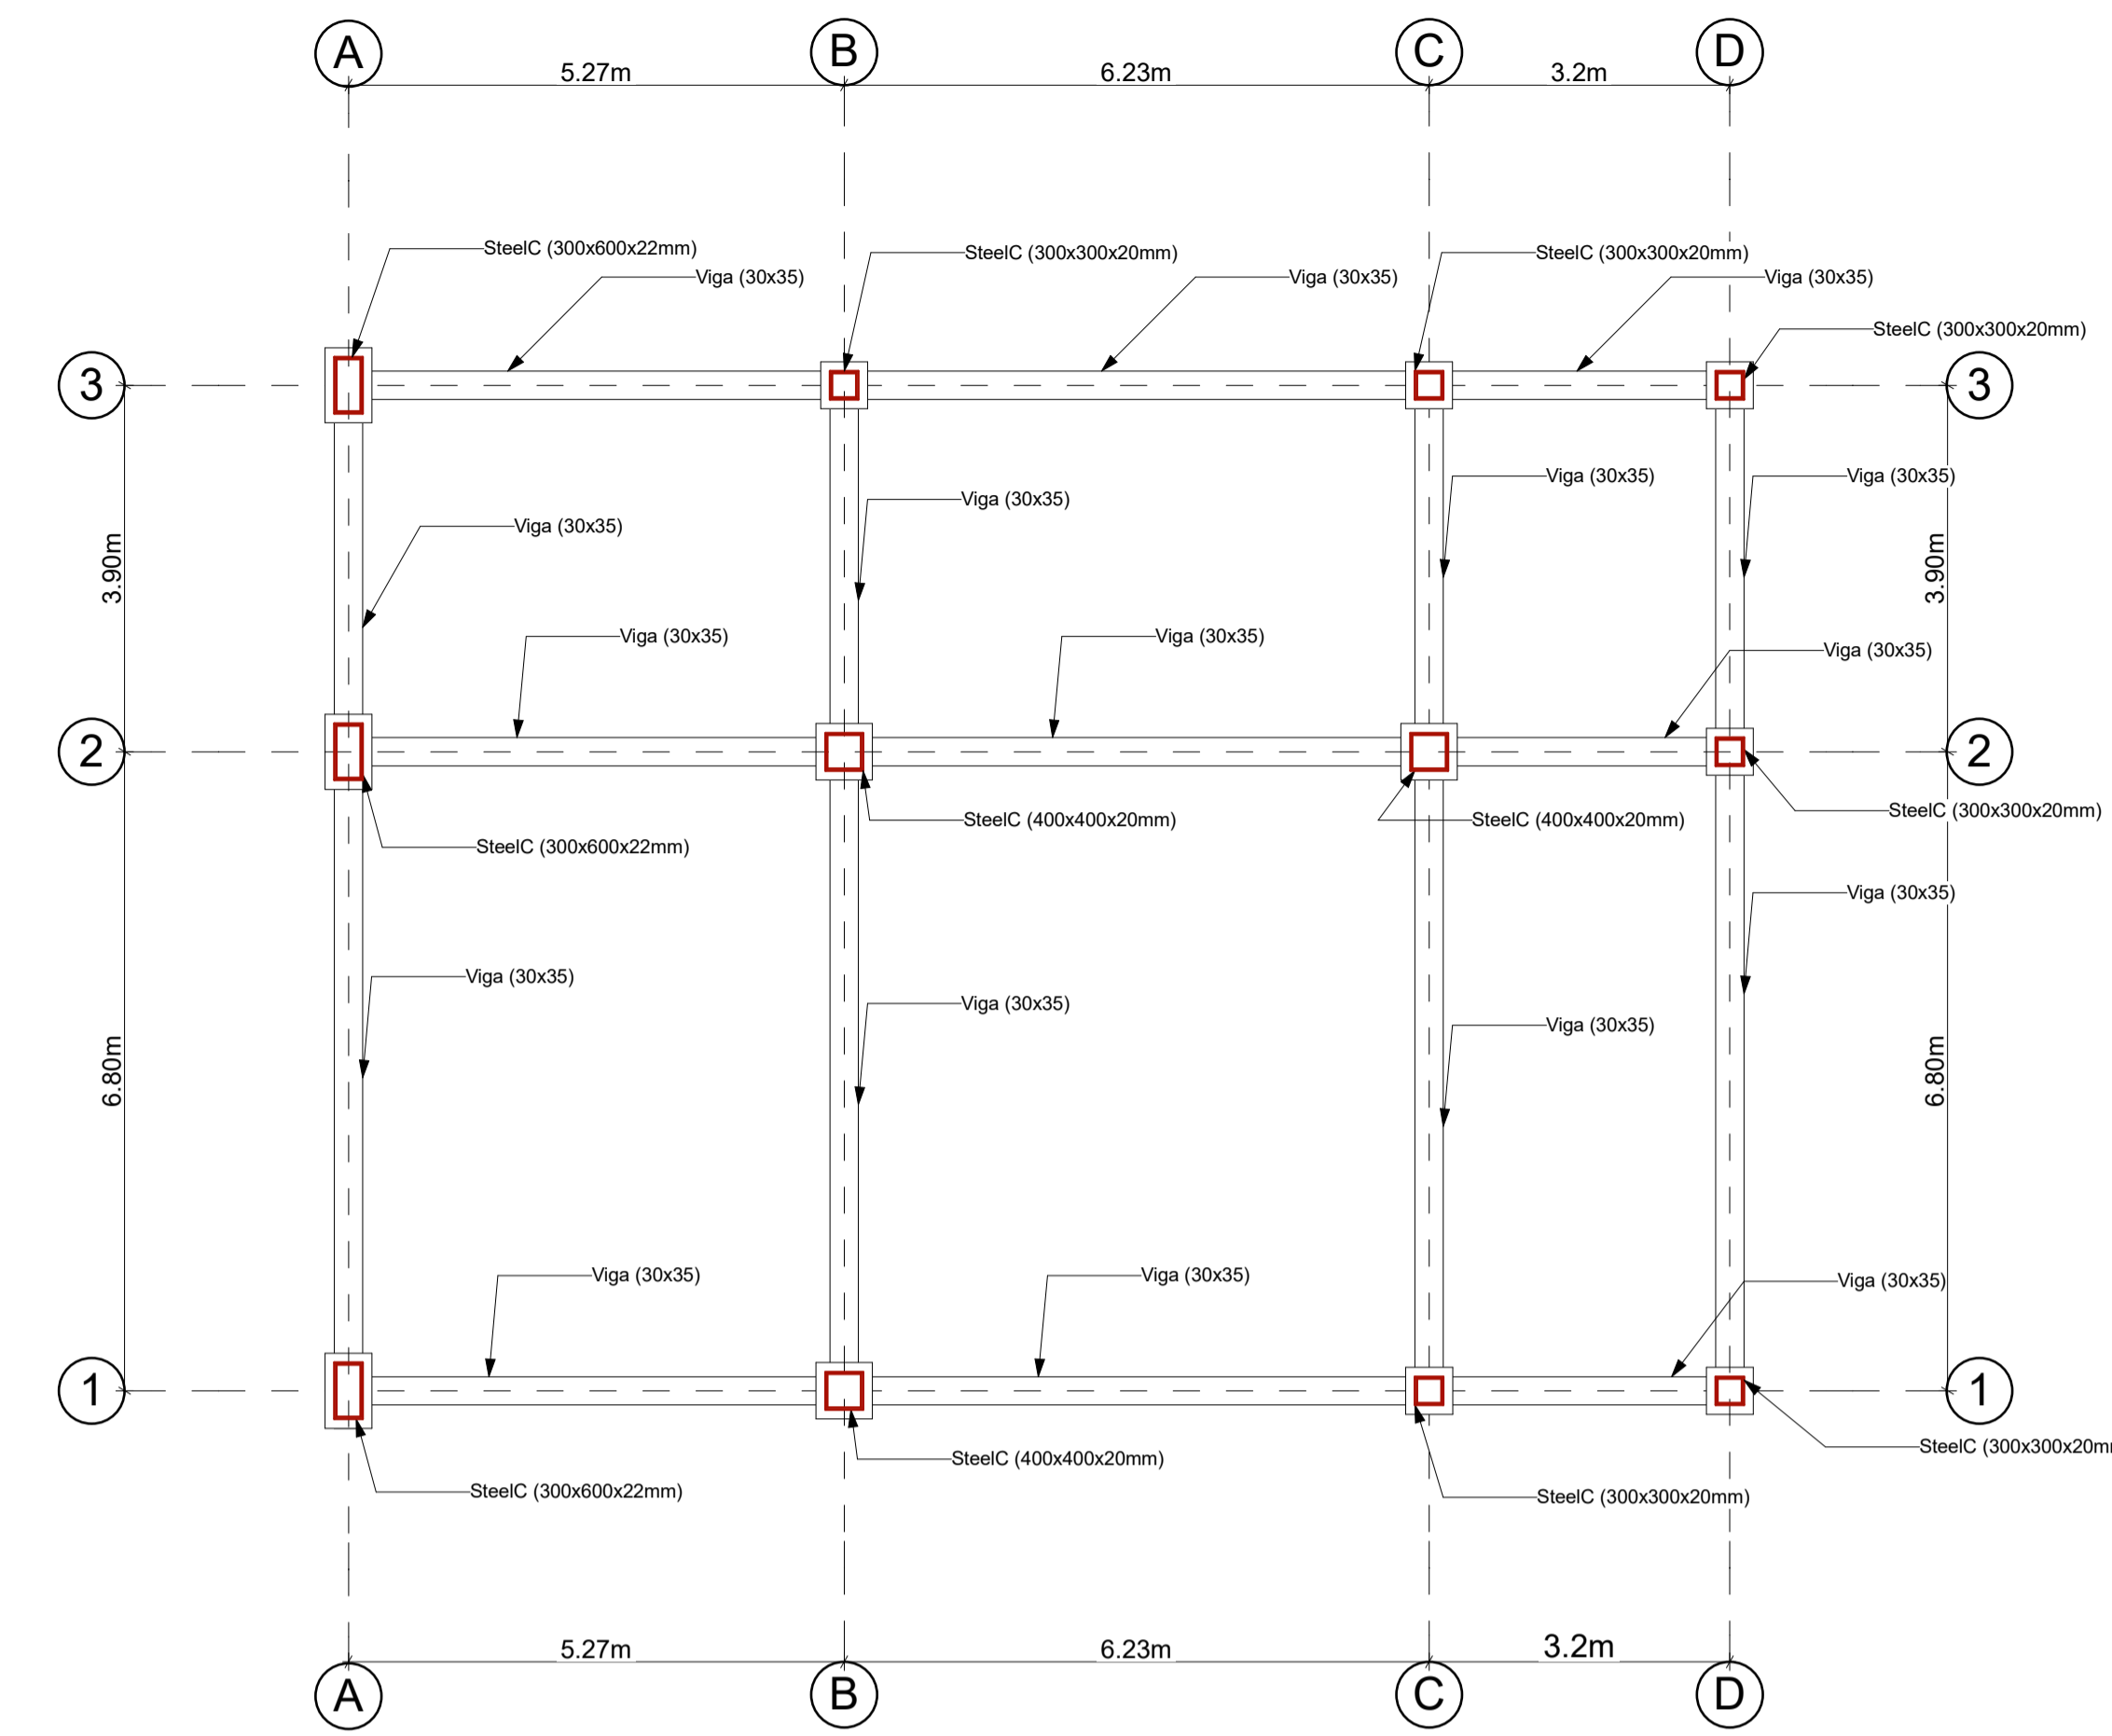 A
B
C
D
5.27m
6.23m
3.2m
SteelC (300x600x22mm)
SteelC (300x300x20mm)
SteelC (300x300x20mm)
Viga (30x35)
Viga (30x35)
Viga (30x35)
SteelC (300x300x20mm)
3
3
Viga (30x35)
Viga (30x35)
Viga (30x35)
Viga (30x35)
3.90m
3.90m
Viga (30x35)
Viga (30x35)
Viga (30x35)
2
2
SteelC (300x300x20mm)
SteelC (400x400x20mm)
SteelC (400x400x20mm)
SteelC (300x600x22mm)
Viga (30x35)
Viga (30x35)
Viga (30x35)
Viga (30x35)
6.80m
6.80m
Viga (30x35)
Viga (30x35)
Viga (30x35)
1
1
SteelC (300x300x20m
SteelC (400x400x20mm)
SteelC (300x600x22mm)
SteelC (300x300x20mm)
5.27m
6.23m
3.2m
A
B
C
D